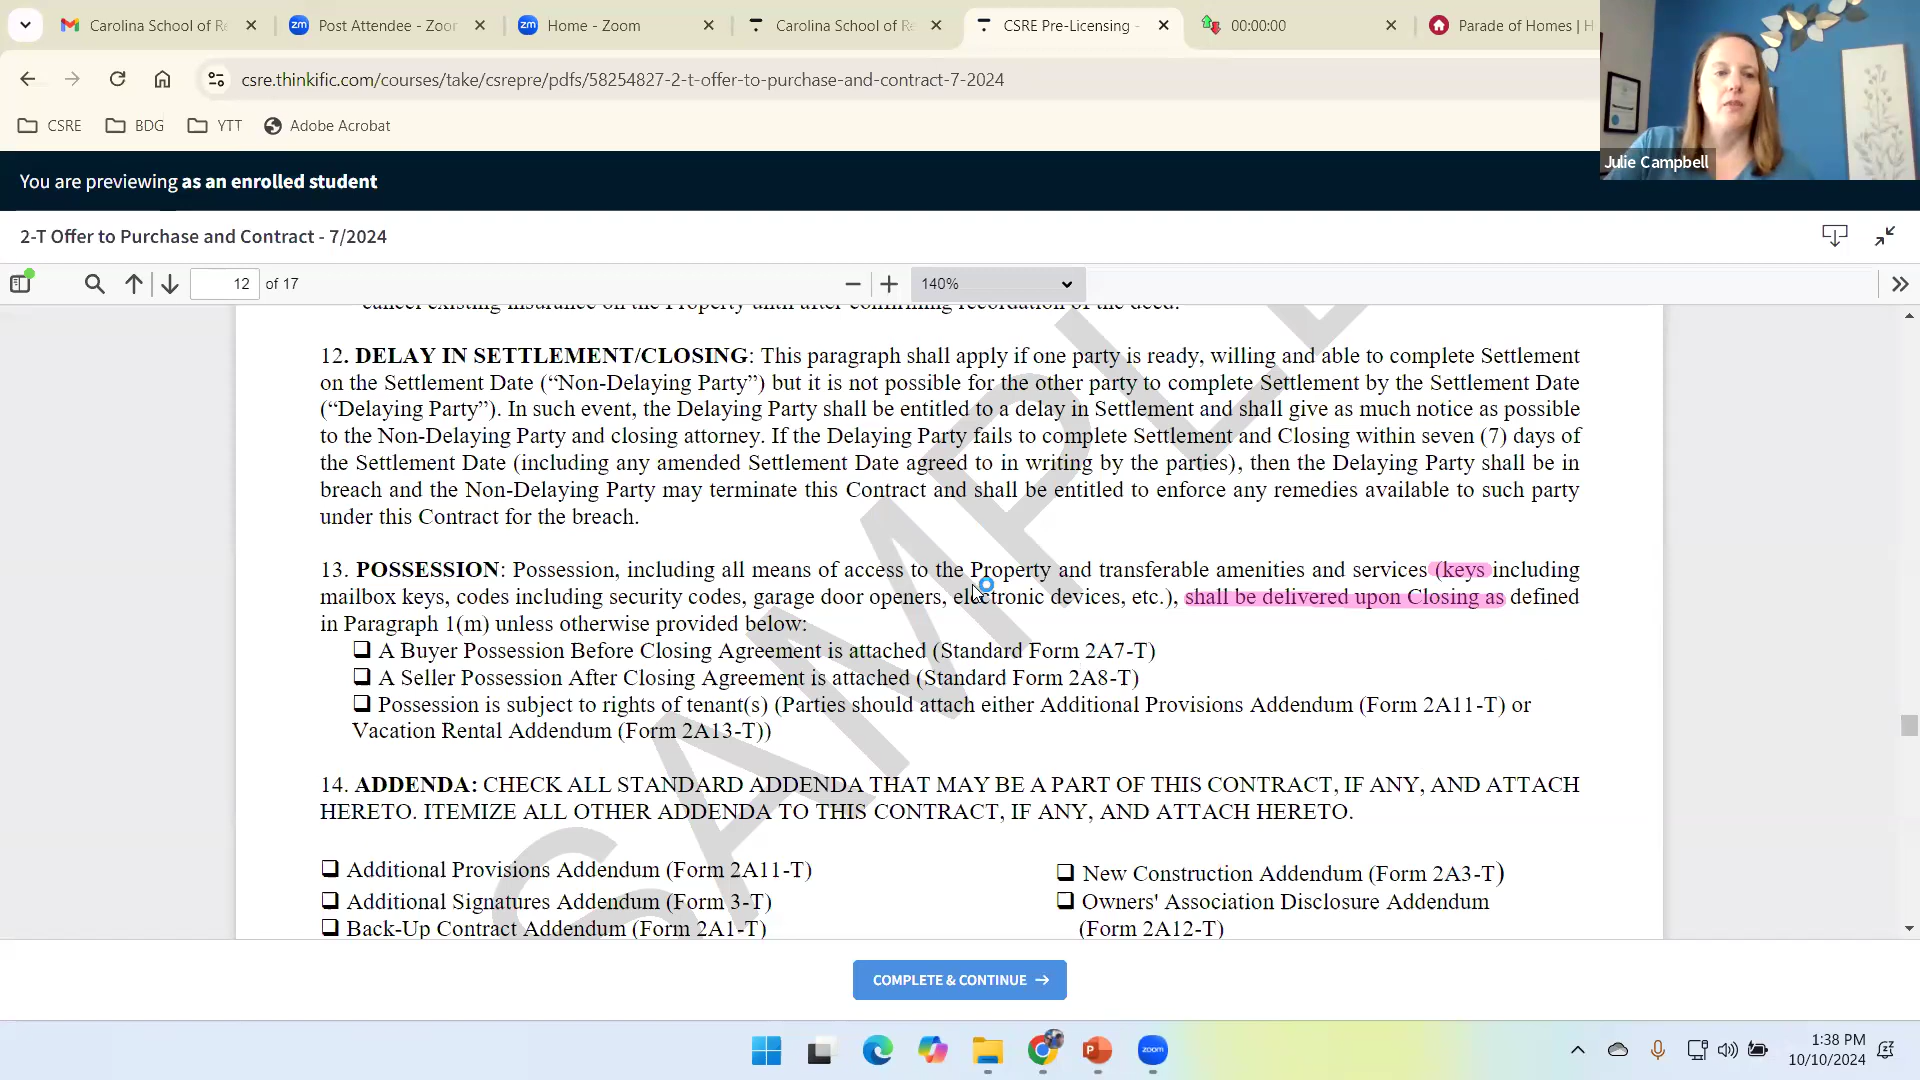 Carolina School of Re
Post Attendee - Zoom
Home - Zoom
Carolina School of Re
CSRE Pre-Licensing -
00:00:00
Parade of Homes | H
csre.thinkific.com/courses/take/csrepre/pdfs/58254827-2-t-offer-to-purchase-and-contract-7-2024
CSRE
BDG
YTT
Adobe Acrobat
Julie Campbell
You are previewing as an enrolled student
2-T Offer to Purchase and Contract - 7/2024
12 of 17
140%
cancel existing insurance on the Property until after confirming recordation of the deed.
12. DELAY IN SETTLEMENT/CLOSING: This paragraph shall apply if one party is ready, willing and able to complete Settlement
on the Settlement Date (“Non-Delaying Party”) but it is not possible for the other party to complete Settlement by the Settlement Date
(“Delaying Party”). In such event, the Delaying Party shall be entitled to a delay in Settlement and shall give as much notice as possible
to the Non-Delaying Party and closing attorney. If the Delaying Party fails to complete Settlement and Closing within seven (7) days of
the Settlement Date (including any amended Settlement Date agreed to in writing by the parties), then the Delaying Party shall be in
breach and the Non-Delaying Party may terminate this Contract and shall be entitled to enforce any remedies available to such party
under this Contract for the breach.
13. POSSESSION: Possession, including all means of access to the Property and transferable amenities and services (keys including
mailbox keys, codes including security codes, garage door openers, electronic devices, etc.), shall be delivered upon Closing as defined
in Paragraph 1(m) unless otherwise provided below:
❑ A Buyer Possession Before Closing Agreement is attached (Standard Form 2A7-T)
❑ A Seller Possession After Closing Agreement is attached (Standard Form 2A8-T)
❑ Possession is subject to rights of tenant(s) (Parties should attach either Additional Provisions Addendum (Form 2A11-T) or
Vacation Rental Addendum (Form 2A13-T))
14. ADDENDA: CHECK ALL STANDARD ADDENDA THAT MAY BE A PART OF THIS CONTRACT, IF ANY, AND ATTACH
HERETO. ITEMIZE ALL OTHER ADDENDA TO THIS CONTRACT, IF ANY, AND ATTACH HERETO.
❑ Additional Provisions Addendum (Form 2A11-T)
❑ Additional Signatures Addendum (Form 3-T)
❑ Back-Up Contract Addendum (Form 2A1-T)
❑ New Construction Addendum (Form 2A3-T)
❑ Owners' Association Disclosure Addendum
(Form 2A12-T)
SAMPLE
COMPLETE & CONTINUE →
zoom
1:38 PM
10/10/2024